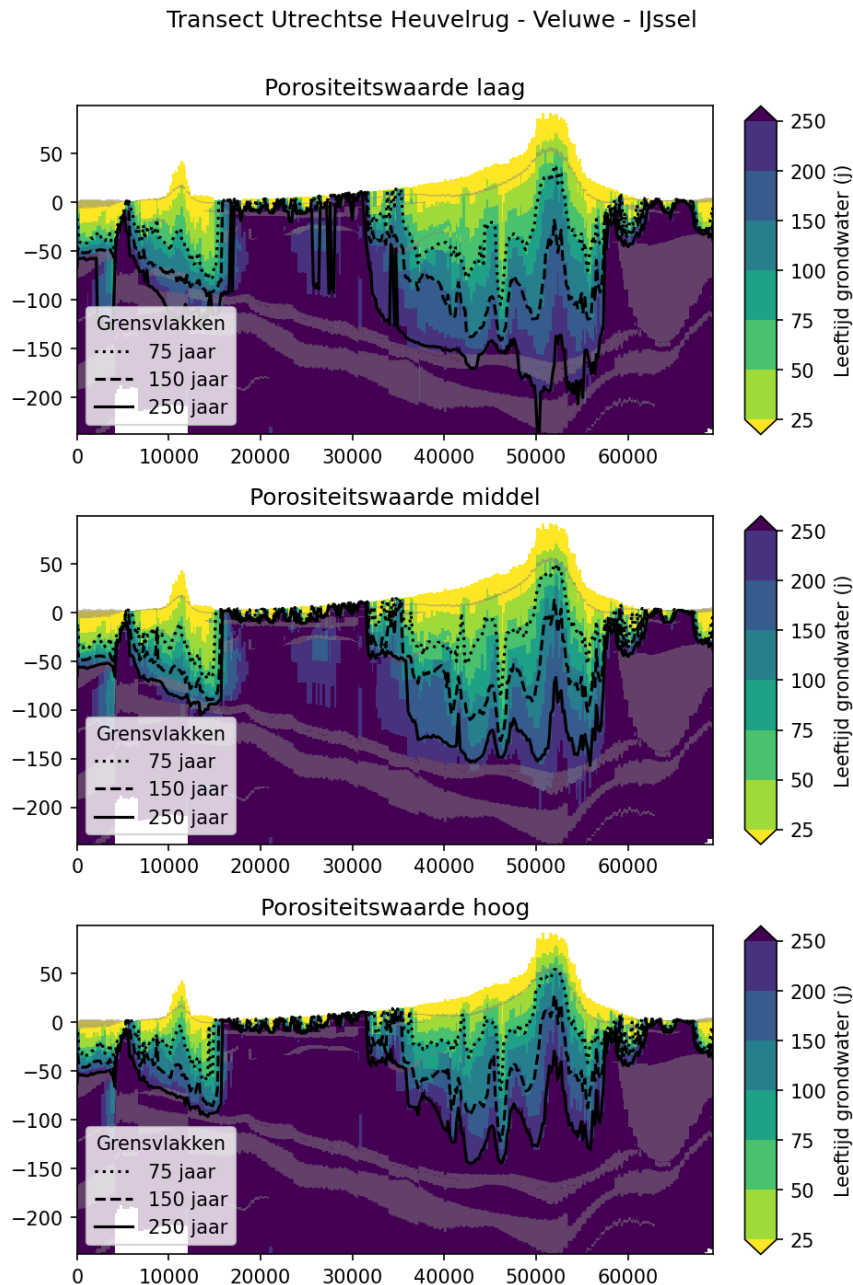 Transect Utrechtse Heuvelrug - Veluwe - IJssel
Porositeitswaarde laag
50
0
−50
−100
−150
−200
0 10000 20000 30000 40000 50000 60000
Grensvlakken
75 jaar
150 jaar
250 jaar
250
200
150
100
75
50
25
Leeftijd grondwater (j)
Porositeitswaarde middel
50
0
−50
−100
−150
−200
0 10000 20000 30000 40000 50000 60000
Grensvlakken
75 jaar
150 jaar
250 jaar
250
200
150
100
75
50
25
Leeftijd grondwater (j)
Porositeitswaarde hoog
50
0
−50
−100
−150
−200
0 10000 20000 30000 40000 50000 60000
Grensvlakken
75 jaar
150 jaar
250 jaar
250
200
150
100
75
50
25
Leeftijd grondwater (j)